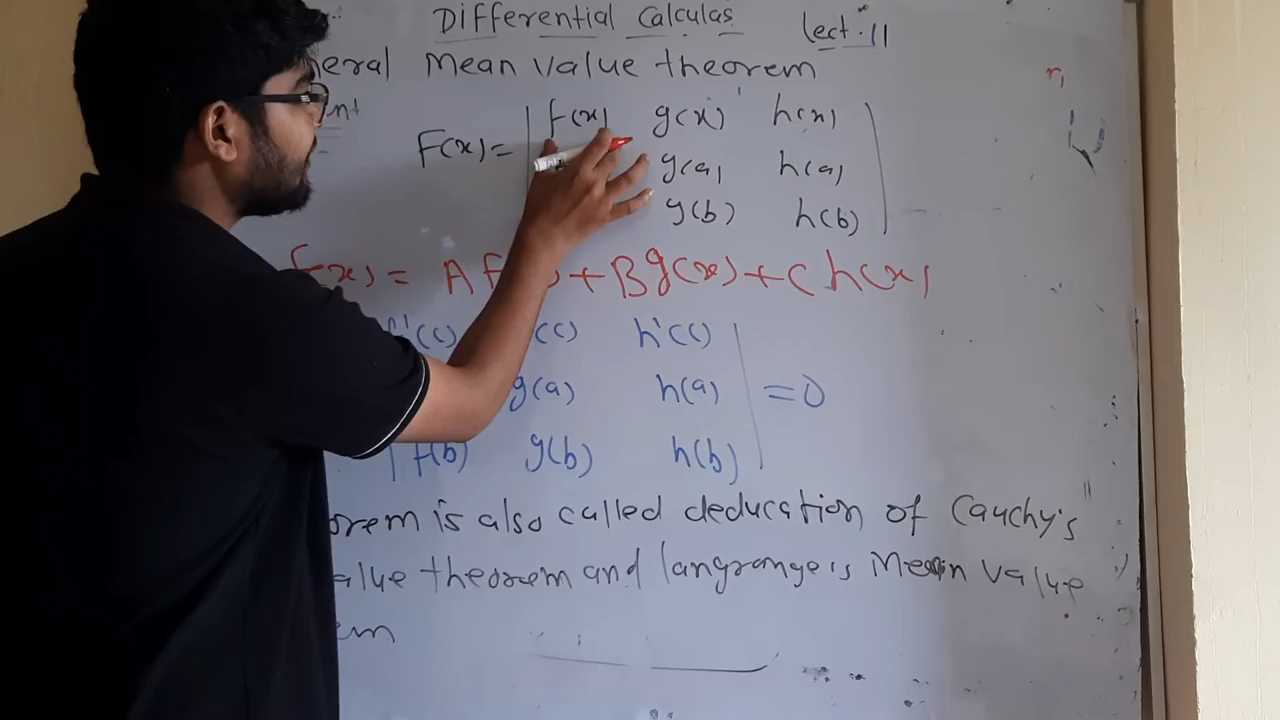 Differential Calculas Lect. 11
neral Mean value theorem
F(x) = | f(x) g(x) h(x) |
g(a) h(a)
g(b) h(b)
F(x) = A f( ) + B g(x) + C h(x)
f'(c) (c) h'(c)
g(a) h(a) = 0
f(b) g(b) h(b)
orem is also called deducation of Cauchy's
alue theorem and langrange's Mean value
em